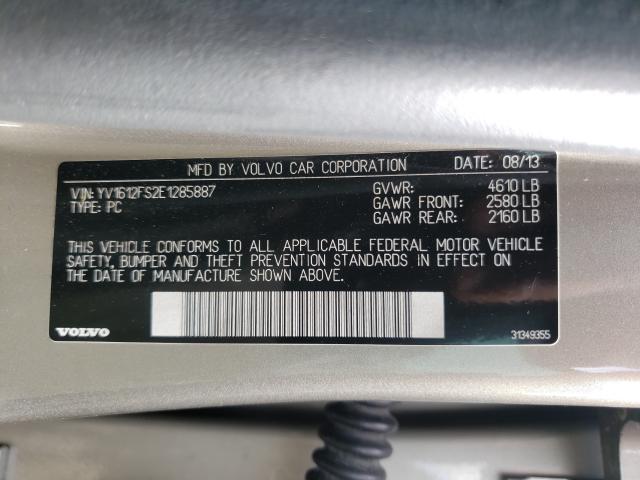 MFD BY VOLVO CAR CORPORATION DATE: 08/13
VIN: YV1612FS2E1285887 GVWR: 4610 LB
TYPE: PC GAWR FRONT: 2580 LB
GAWR REAR: 2160 LB
THIS VEHICLE CONFORMS TO ALL APPLICABLE FEDERAL MOTOR VEHICLE
SAFETY, BUMPER AND THEFT PREVENTION STANDARDS IN EFFECT ON
THE DATE OF MANUFACTURE SHOWN ABOVE.
VOLVO 31349355